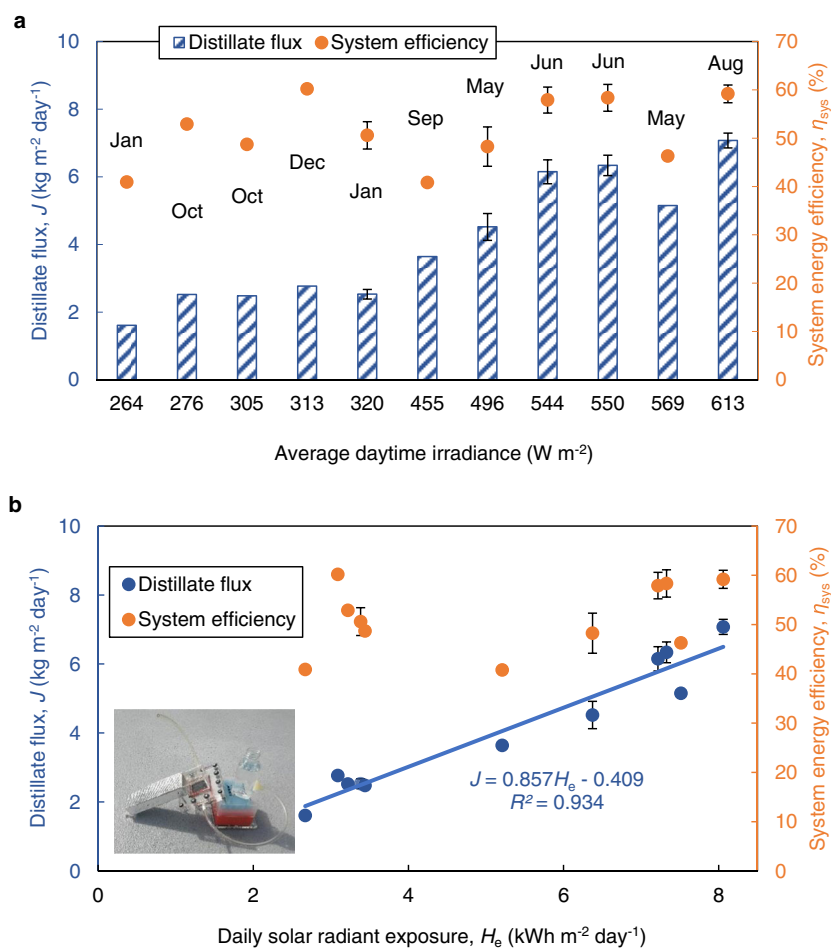 a
Distillate flux, J (kg m-2 day-1)
10
8
6
4
2
0
Distillate flux
System efficiency
Jan
Oct
Oct
Dec
Jan
Sep
May
Jun
Jun
May
Aug
70
60
50
40
70
30
20
10
0
System energy efficiency, ηsys (%)
264 276 305 313 320 455 496 544 550 569 613
Average daytime irradiance (W m-2)
b
Distillate flux, J (kg m-2 day-1)
10
8
6
4
2
0
Distillate flux
System efficiency
J = 0.857He - 0.409
R2 = 0.934
70
60
50
40
30
20
10
0
System energy efficiency, ηsys (%)
0 2 4 6 8
Daily solar radiant exposure, He (kWh m-2 day-1)